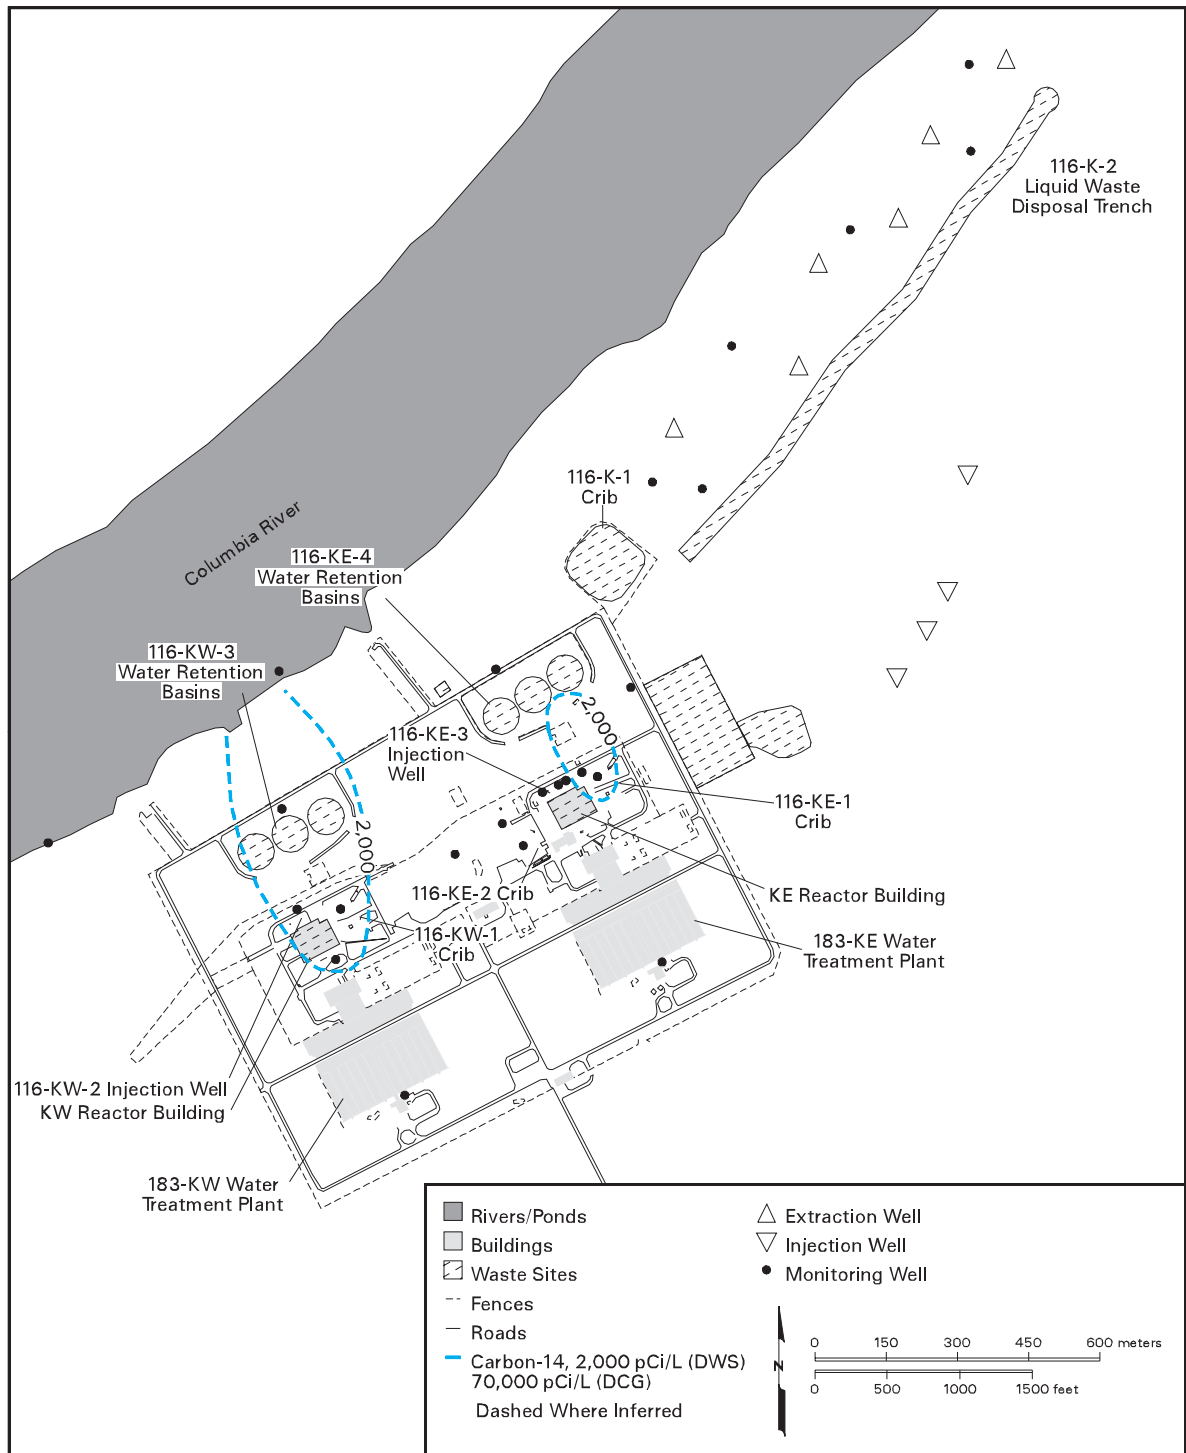 116-K-2
Liquid Waste
Disposal Trench
116-K-1
Crib
Columbia River
116-KE-4
Water Retention
Basins
116-KW-3
Water Retention
Basins
2,000
116-KE-3
Injection
Well
116-KE-1
Crib
2,000
116-KE-2 Crib
KE Reactor Building
116-KW-1
Crib
183-KE Water
Treatment Plant
116-KW-2 Injection Well
KW Reactor Building
183-KW Water
Treatment Plant
Rivers/Ponds
Buildings
Waste Sites
Fences
Roads
Carbon-14, 2,000 pCi/L (DWS)
70,000 pCi/L (DCG)
Dashed Where Inferred
Extraction Well
Injection Well
Monitoring Well
N
0 150 300 450 600 meters
0 500 1000 1500 feet